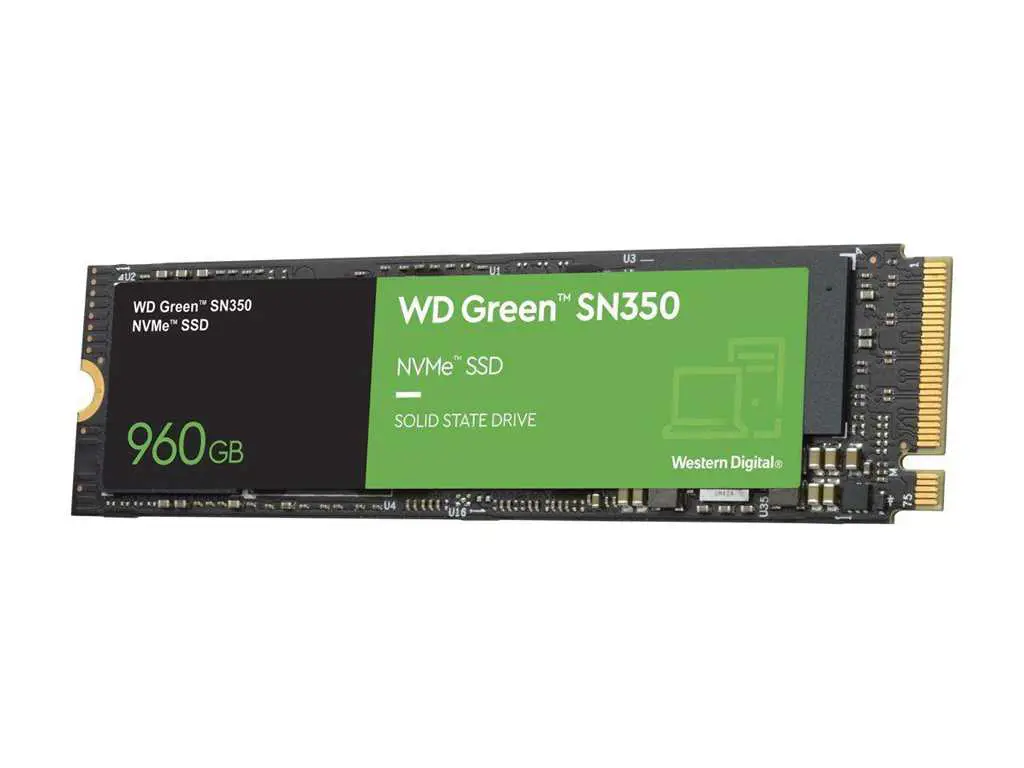 U2
U1
U3
1
WD Green™ SN350
NVMe™ SSD
960GB
WD Green™ SN350
NVMe™ SSD
SOLID STATE DRIVE
Western Digital®
U4
U16
U35
M
75